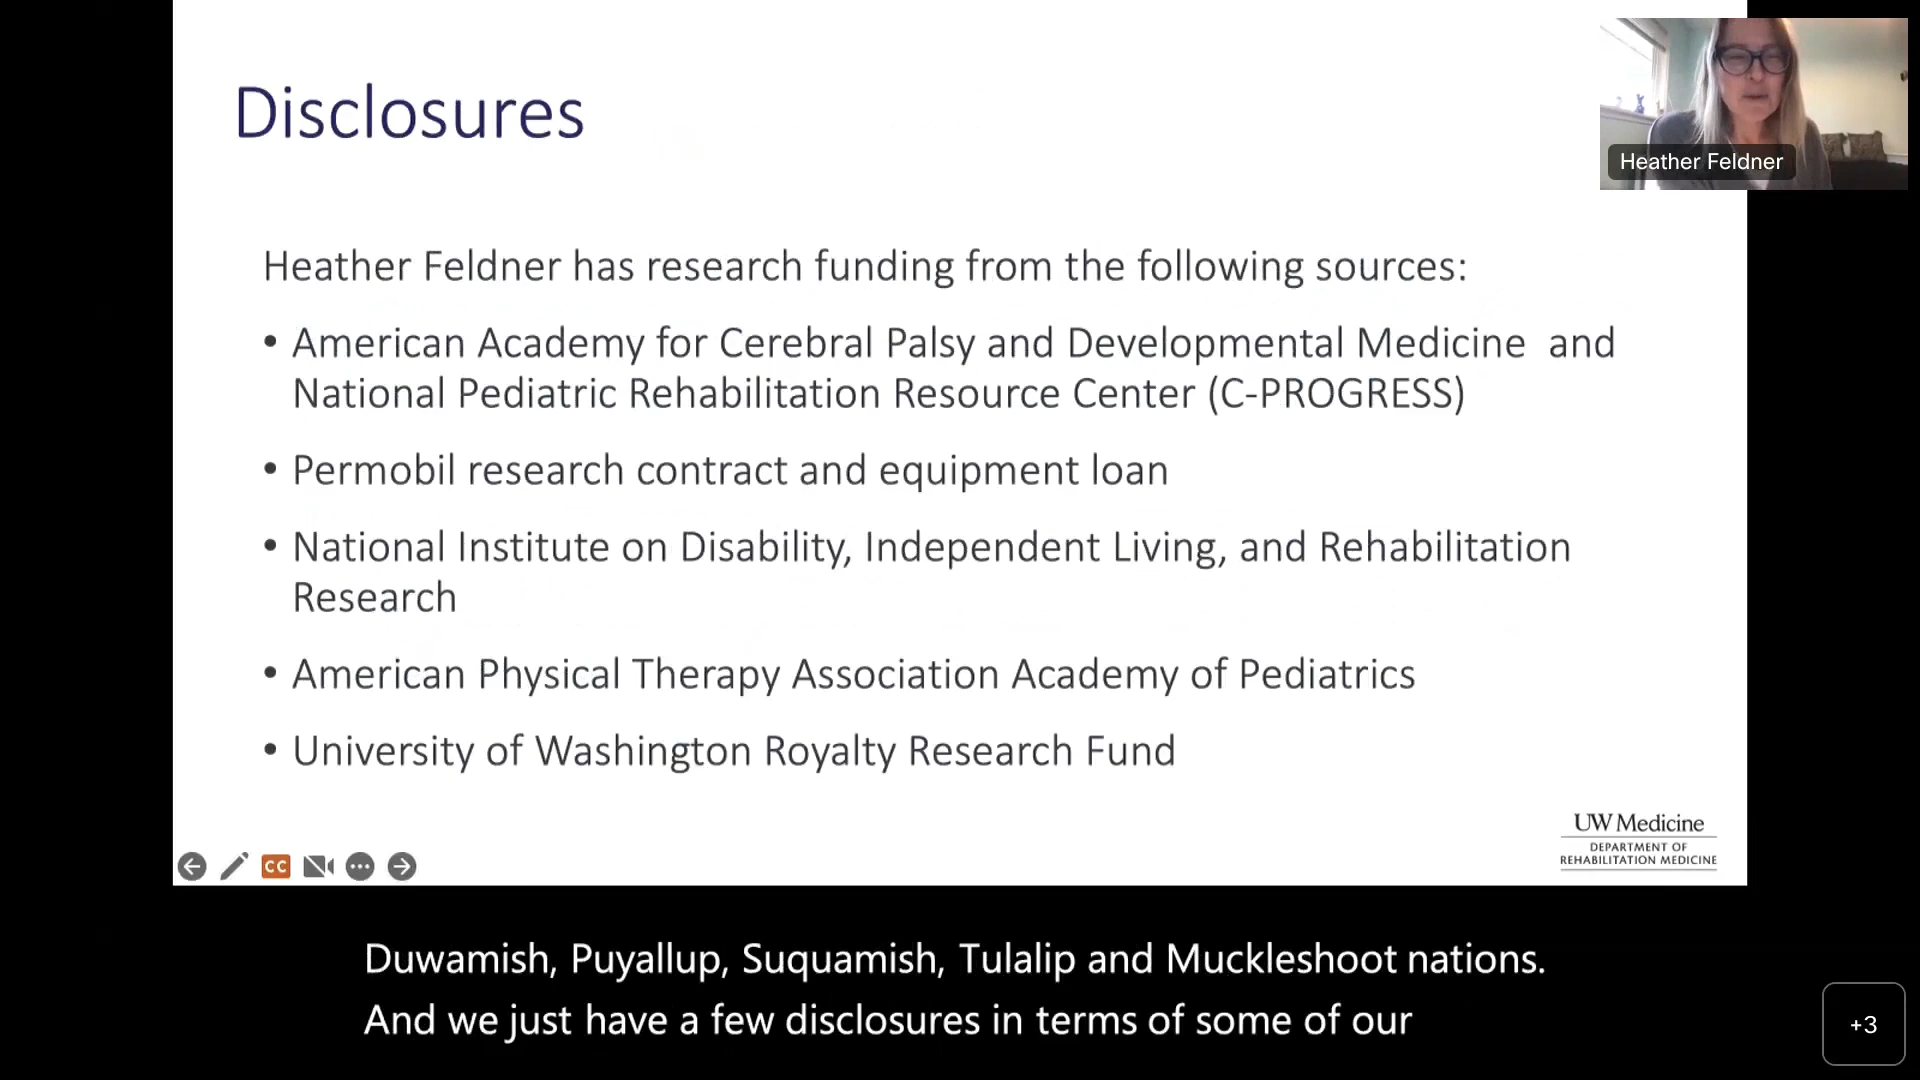 Disclosures
Heather Feldner
Heather Feldner has research funding from the following sources:
• American Academy for Cerebral Palsy and Developmental Medicine  and
National Pediatric Rehabilitation Resource Center (C-PROGRESS)
• Permobil research contract and equipment loan
• National Institute on Disability, Independent Living, and Rehabilitation
Research
• American Physical Therapy Association Academy of Pediatrics
• University of Washington Royalty Research Fund
UW Medicine
DEPARTMENT OF
REHABILITATION MEDICINE
CC
Duwamish, Puyallup, Suquamish, Tulalip and Muckleshoot nations.
And we just have a few disclosures in terms of some of our
+3